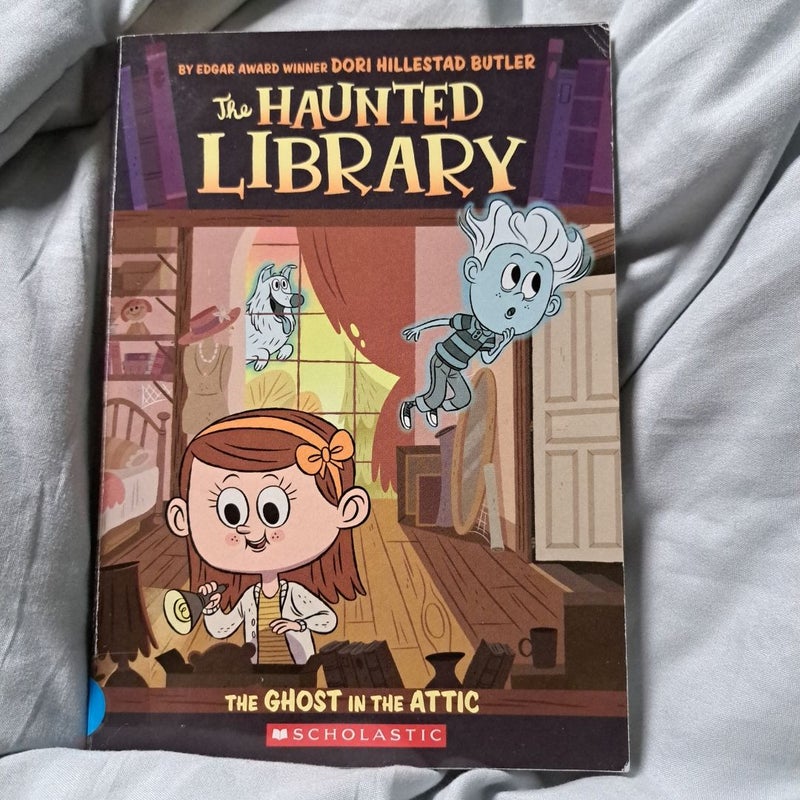 BY EDGAR AWARD WINNER DORI HILLESTAD BUTLER
The HAUNTED
LIBRARY
THE GHOST IN THE ATTIC
SCHOLASTIC